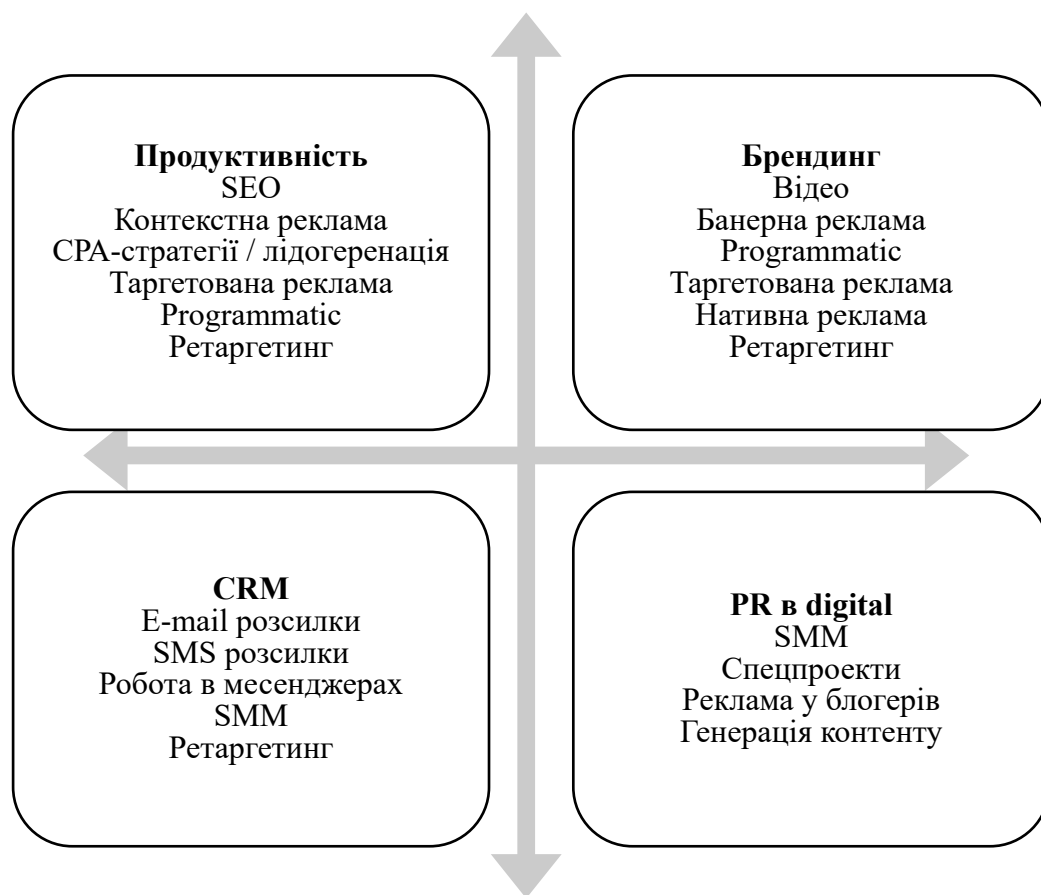 Продуктивність
SEO
Контекстна реклама
CPA-стратегії / лідогеренація
Таргетована реклама
Programmatic
Ретаргетинг
Брендинг
Відео
Банерна реклама
Programmatic
Таргетована реклама
Нативна реклама
Ретаргетинг
CRM
E-mail розсилки
SMS розсилки
Робота в месенджерах
SMM
Ретаргетинг
PR в digital
SMM
Спецпроекти
Реклама у блогерів
Генерація контенту